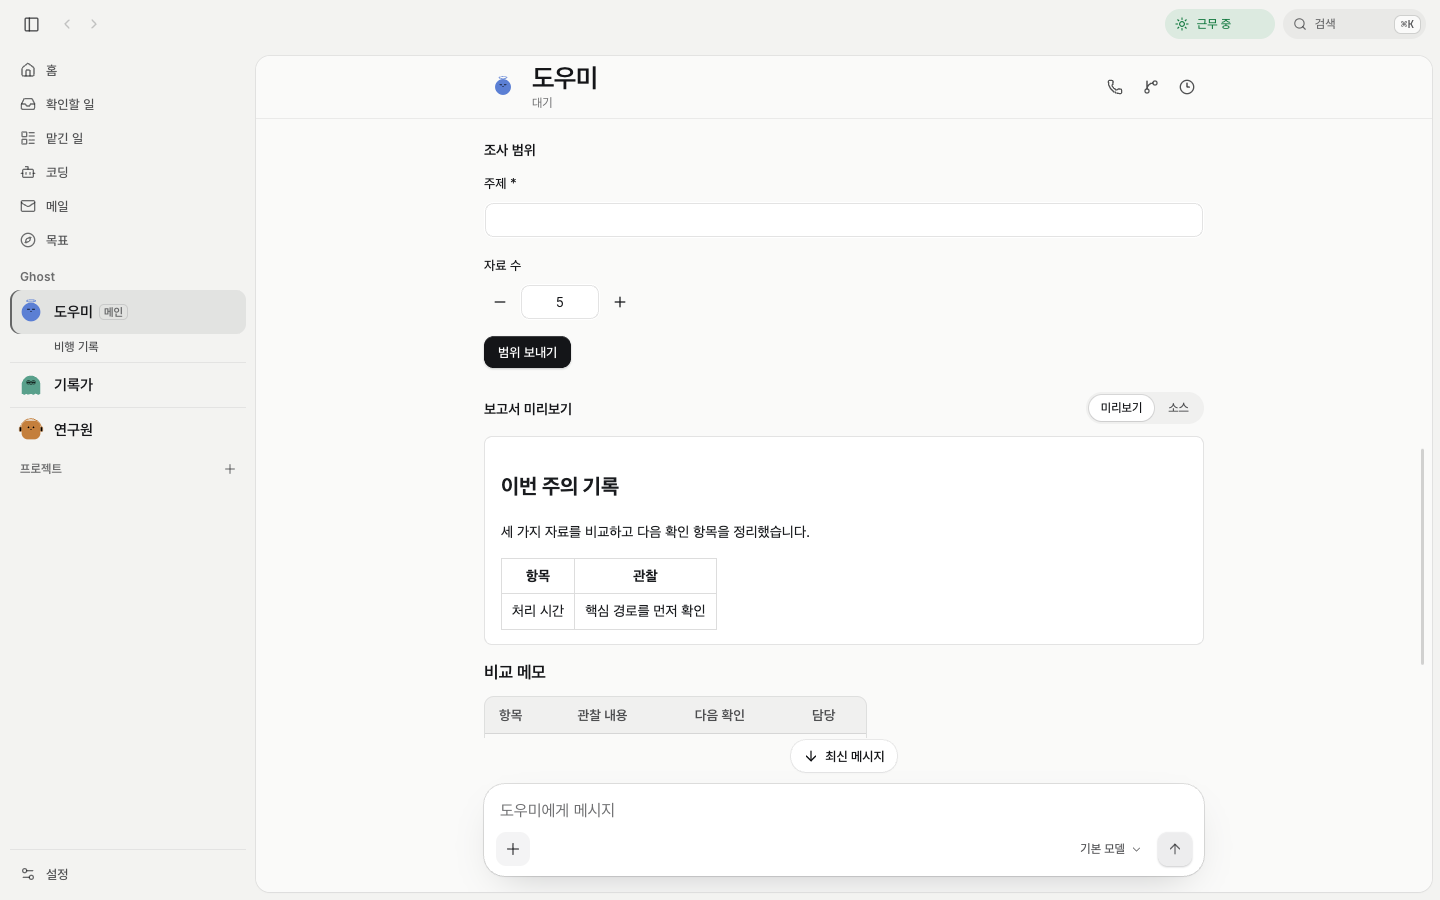 근무 중
검색
⌘K
홈
확인할 일
맡긴 일
코딩
메일
목표
Ghost
도우미 메인
비행 기록
기록가
연구원
프로젝트
설정
도우미
대기
조사 범위
주제 *
자료 수
5
범위 보내기
보고서 미리보기
미리보기 소스
이번 주의 기록
세 가지 자료를 비교하고 다음 확인 항목을 정리했습니다.
항목 관찰
처리 시간 핵심 경로를 먼저 확인
비교 메모
항목 관찰 내용 다음 확인 담당
최신 메시지
도우미에게 메시지
기본 모델